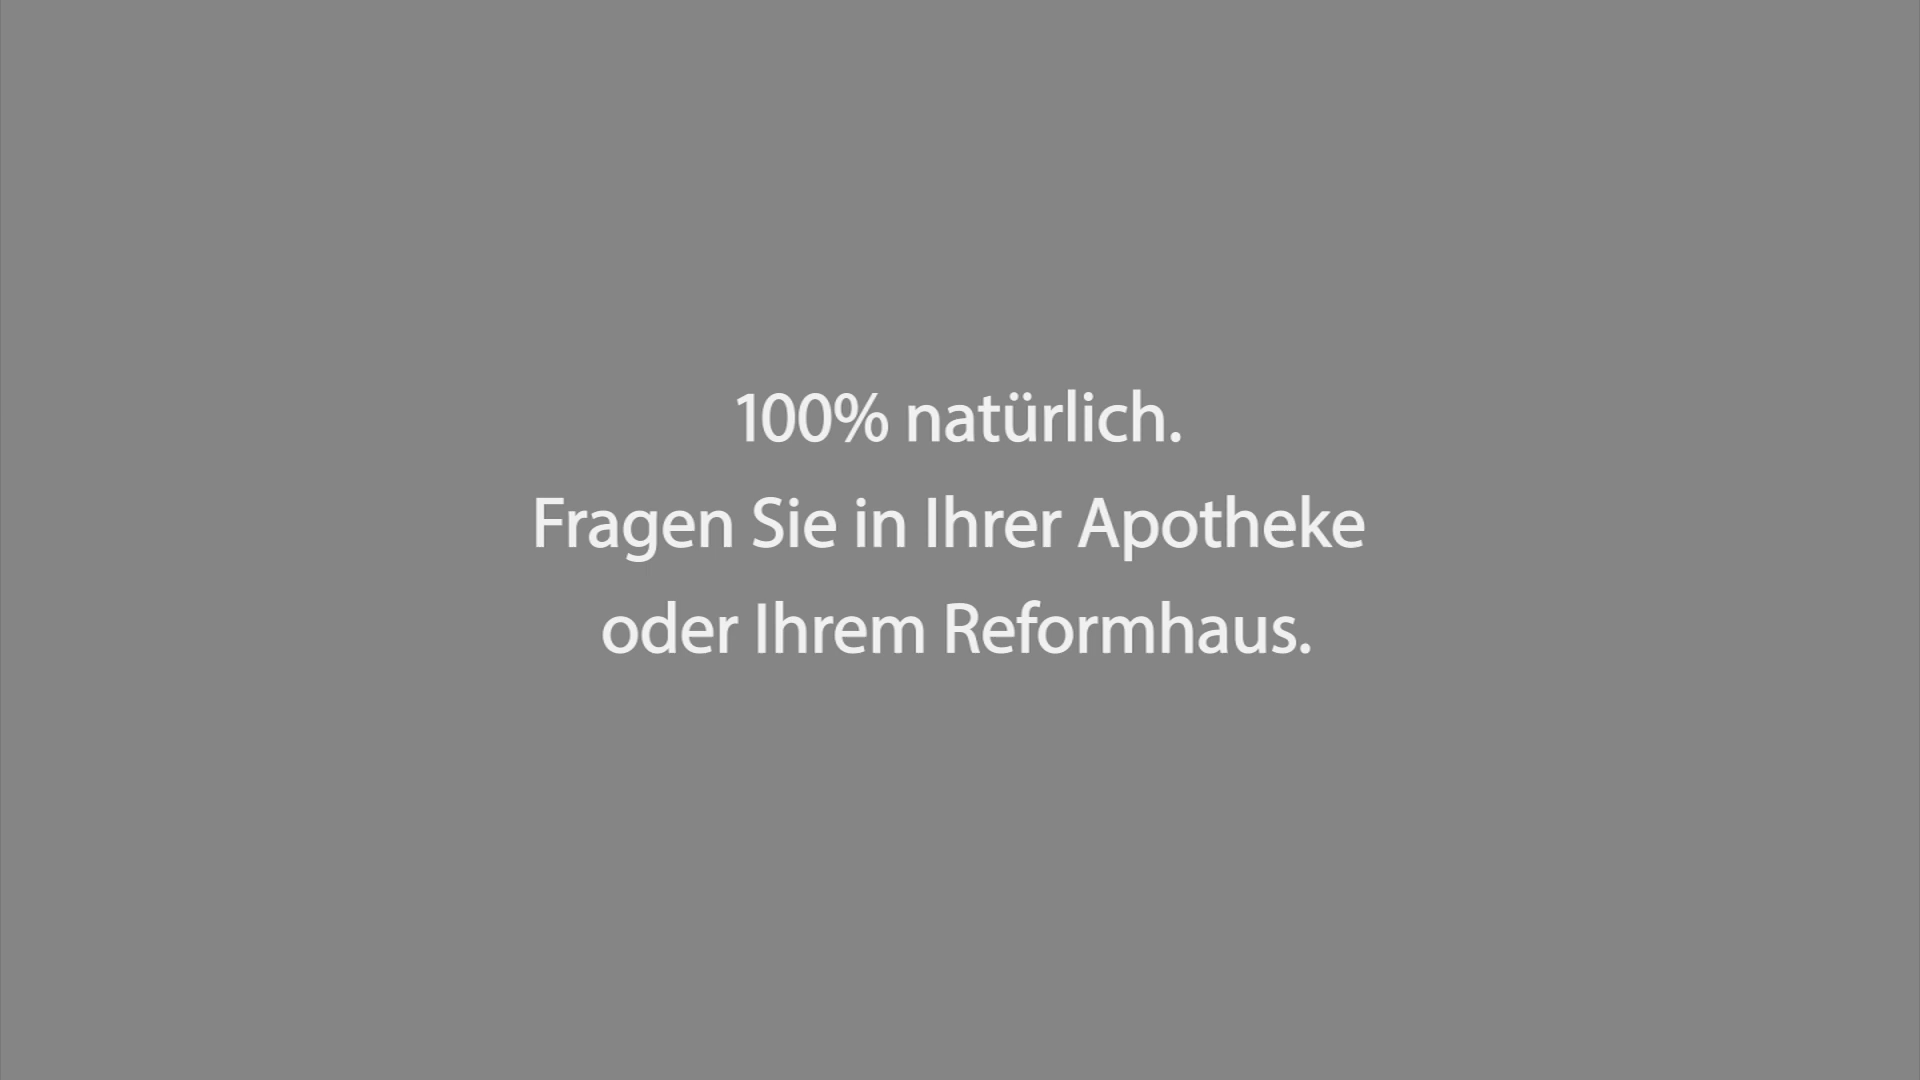 100% natürlich.
Fragen Sie in Ihrer Apotheke
oder Ihrem Reformhaus.